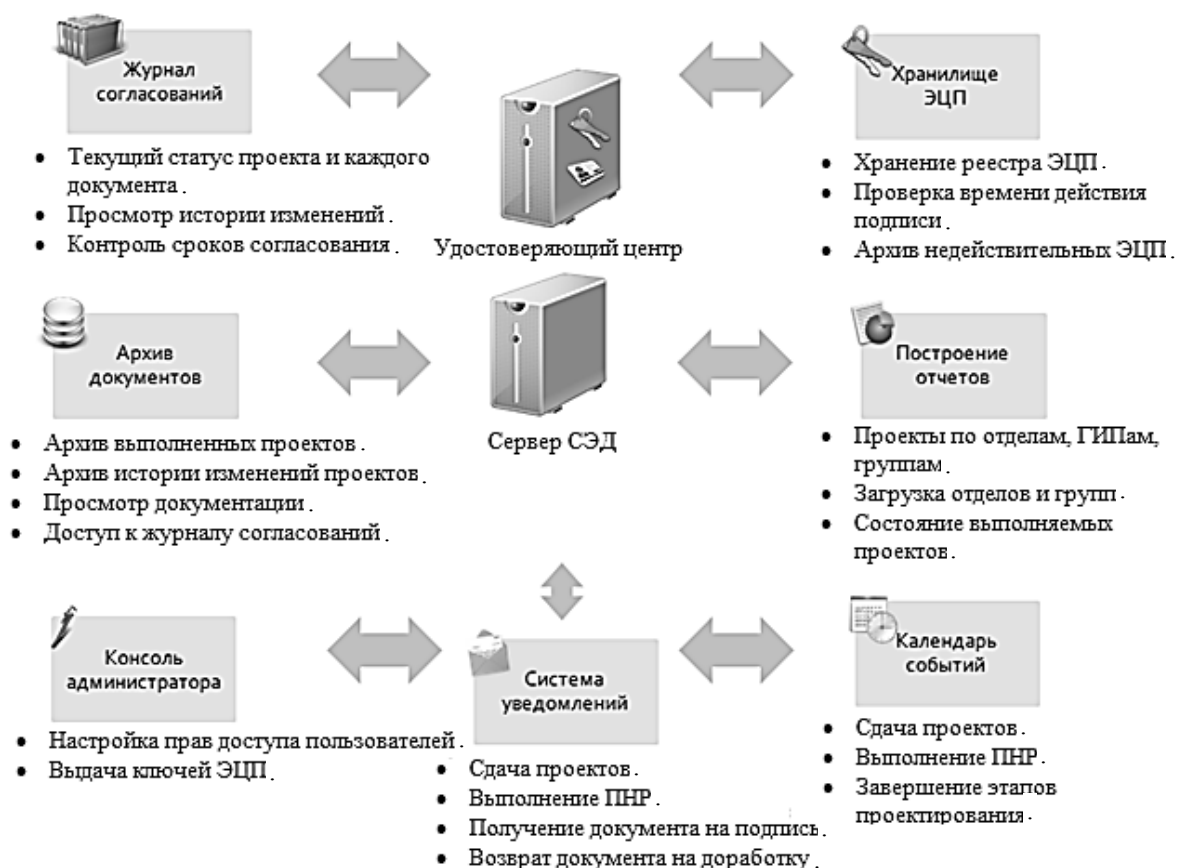 Журнал
согласований
• Текущий статус проекта и каждого
документа.
• Просмотр истории изменений.
• Контроль сроков согласования.
Удостоверяющий центр
Хранилище
ЭЦП
• Хранение реестра ЭЦП.
• Проверка времени действия
подписи.
• Архив недействительных ЭЦП.
Архив
документов
• Архив выполненных проектов.
• Архив истории изменений проектов.
• Просмотр документации.
• Доступ к журналу согласований.
Сервер СЭД
Построение
отчетов
• Проекты по отделам, ГИПам,
группам.
• Загрузка отделов и групп.
• Состояние выполняемых
проектов.
Консоль
администратора
• Настройка прав доступа пользователей.
• Выдача ключей ЭЦП.
Система
уведомлений
• Сдача проектов.
• Выполнение ПНР.
• Получение документа на подпись.
• Возврат документа на доработку.
Календарь
событий
• Сдача проектов.
• Выполнение ПНР.
• Завершение этапов
проектирования.